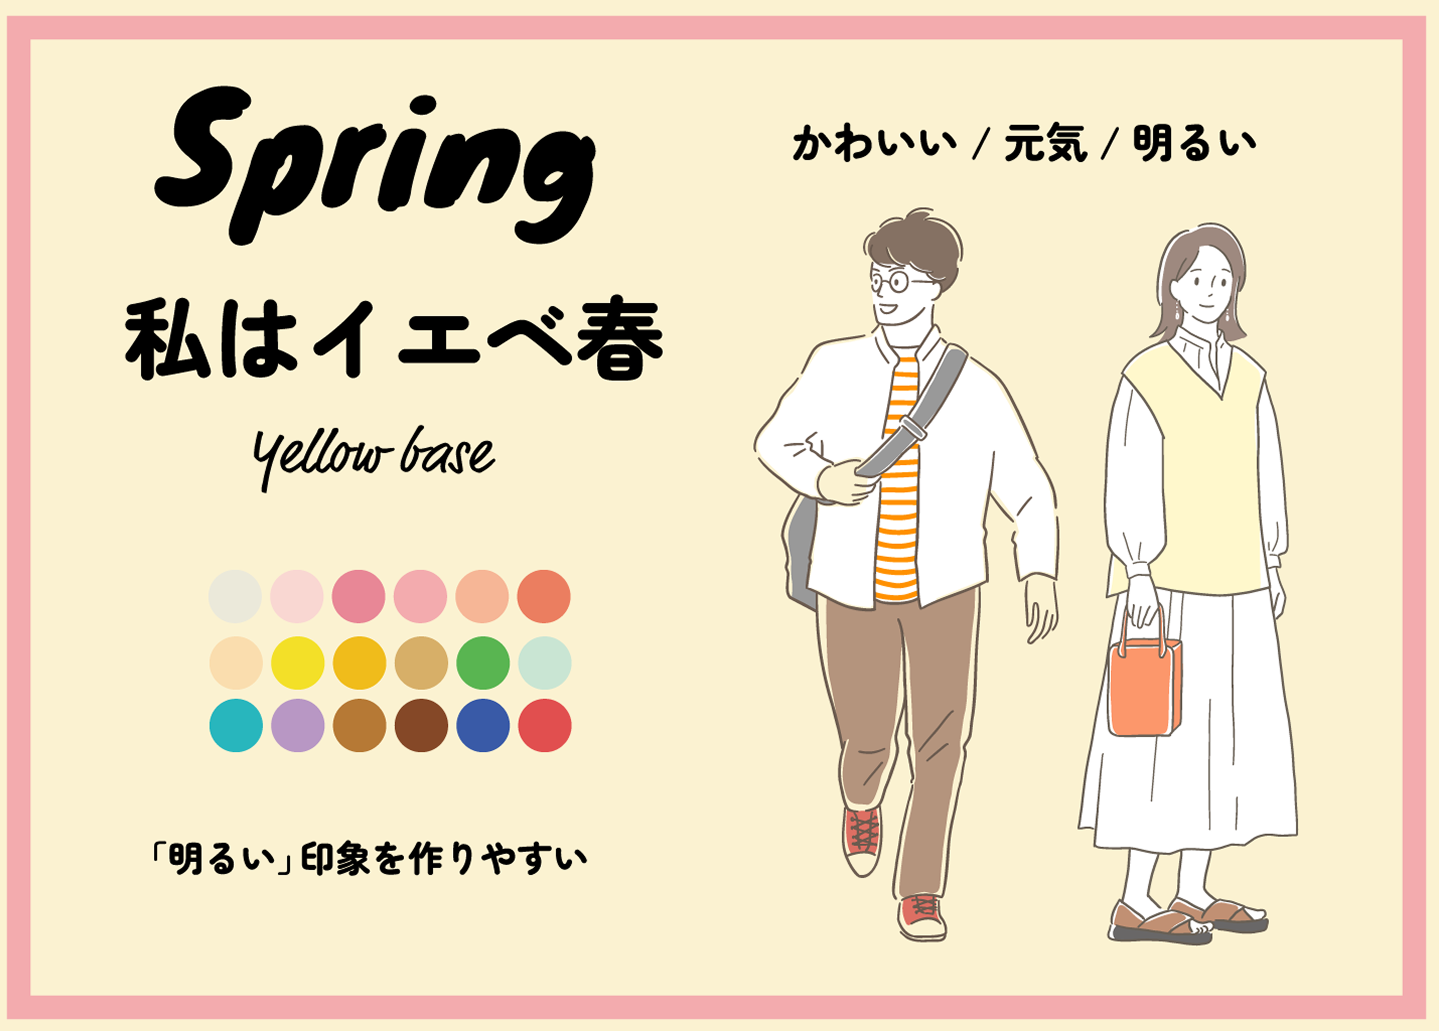 Spring
私はイエベ春
yellow base
「明るい」印象を作りやすい
かわいい / 元気 / 明るい